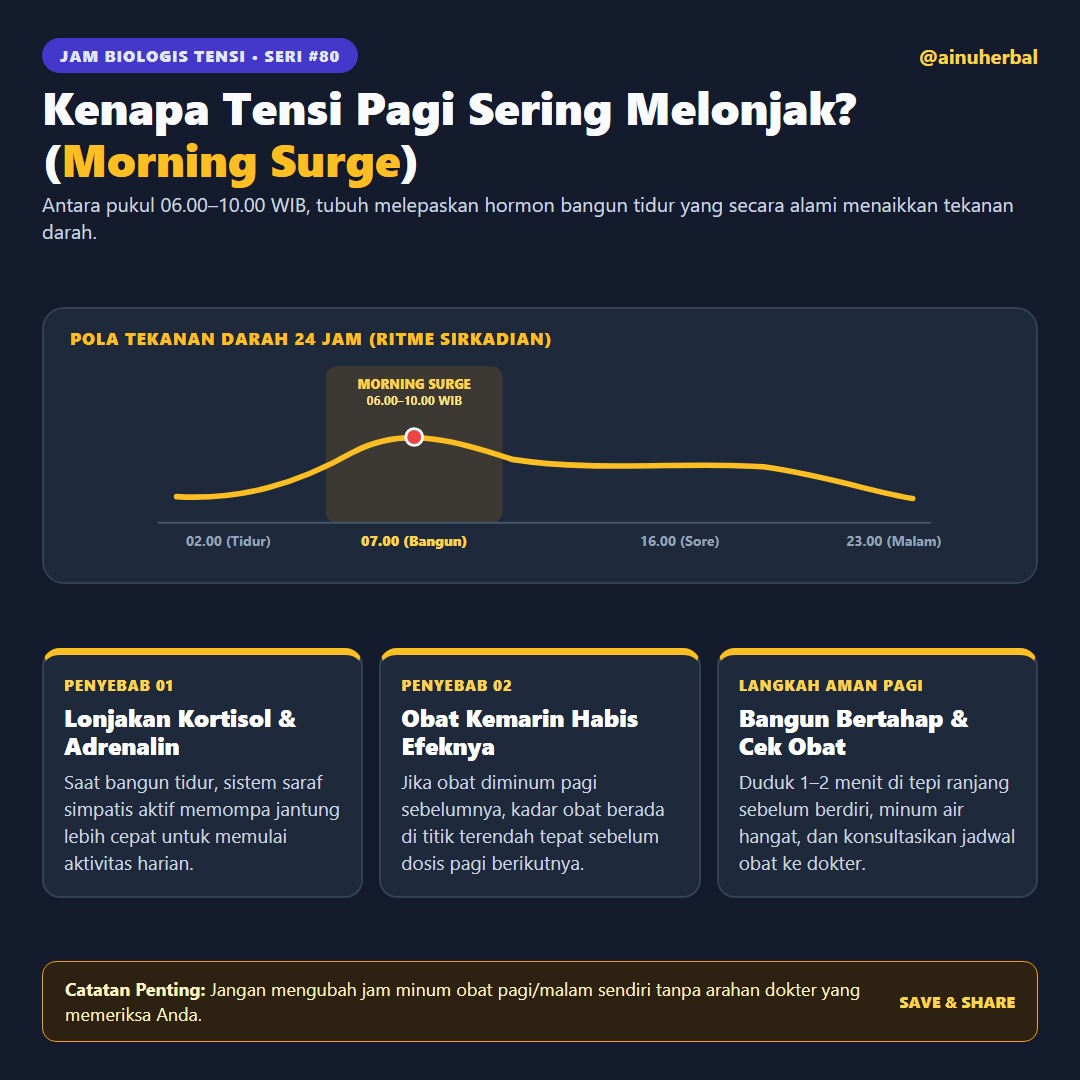 JAM BIOLOGIS TENSI • SERI #80
@ainuherbal
Kenapa Tensi Pagi Sering Melonjak?
(Morning Surge)
Antara pukul 06.00–10.00 WIB, tubuh melepaskan hormon bangun tidur yang secara alami menaikkan tekanan
darah.
POLA TEKANAN DARAH 24 JAM (RITME SIRKADIAN)
MORNING SURGE
06.00–10.00 WIB
02.00 (Tidur)
07.00 (Bangun)
16.00 (Sore)
23.00 (Malam)
PENYEBAB 01
Lonjakan Kortisol &
Adrenalin
Saat bangun tidur, sistem saraf
simpatis aktif memompa jantung
lebih cepat untuk memulai
aktivitas harian.
PENYEBAB 02
Obat Kemarin Habis
Efeknya
Jika obat diminum pagi
sebelumnya, kadar obat berada
di titik terendah tepat sebelum
dosis pagi berikutnya.
LANGKAH AMAN PAGI
Bangun Bertahap &
Cek Obat
Duduk 1–2 menit di tepi ranjang
sebelum berdiri, minum air
hangat, dan konsultasikan jadwal
obat ke dokter.
Catatan Penting: Jangan mengubah jam minum obat pagi/malam sendiri tanpa arahan dokter yang
memeriksa Anda.
SAVE & SHARE